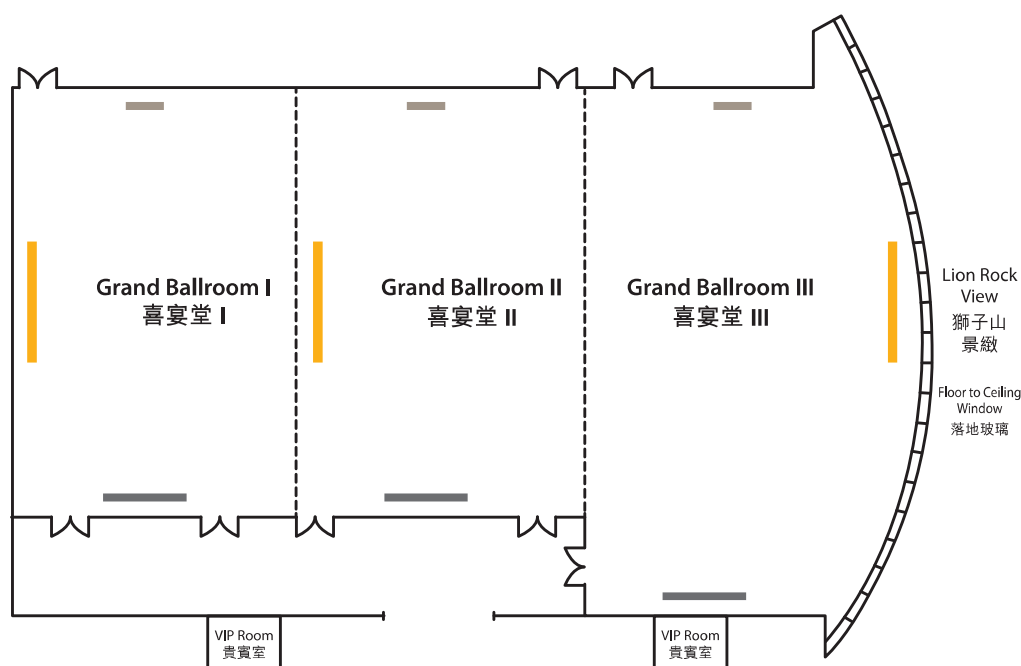 Grand Ballroom I
喜宴堂 I
Grand Ballroom II
喜宴堂 II
Grand Ballroom III
喜宴堂 III
Lion Rock
View
獅子山
景緻
Floor to Ceiling
Window
落地玻璃
VIP Room
貴賓室
VIP Room
貴賓室